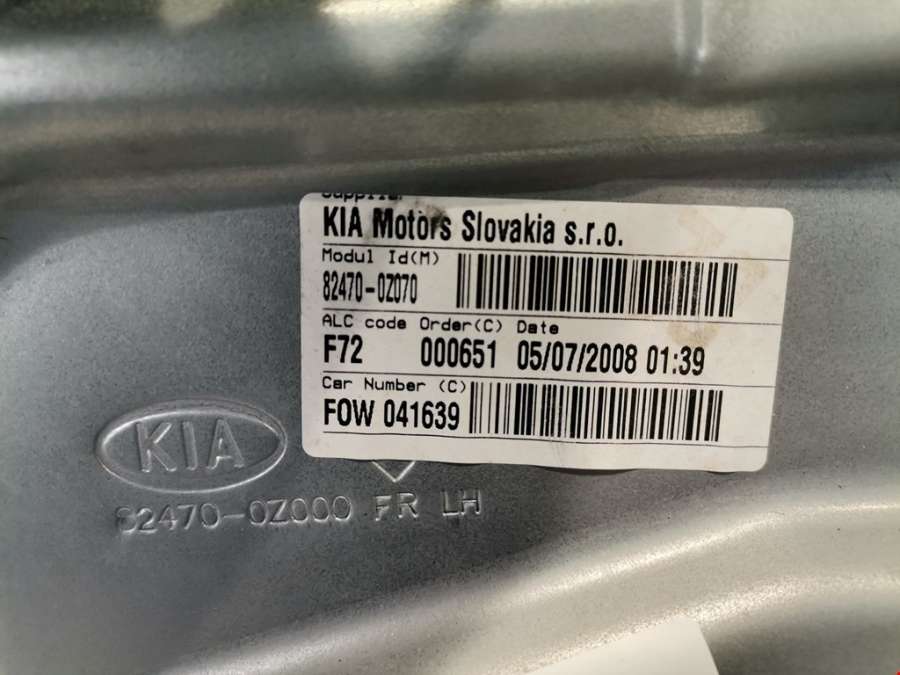 KIA Motors Slovakia s.r.o.
Modul Id(M)
82470-0Z070
ALC code Order(C) Date
F72 000651 05/07/2008 01:39
Car Number (C)
FOW 041639
KIA
82470-0Z000 FR LH